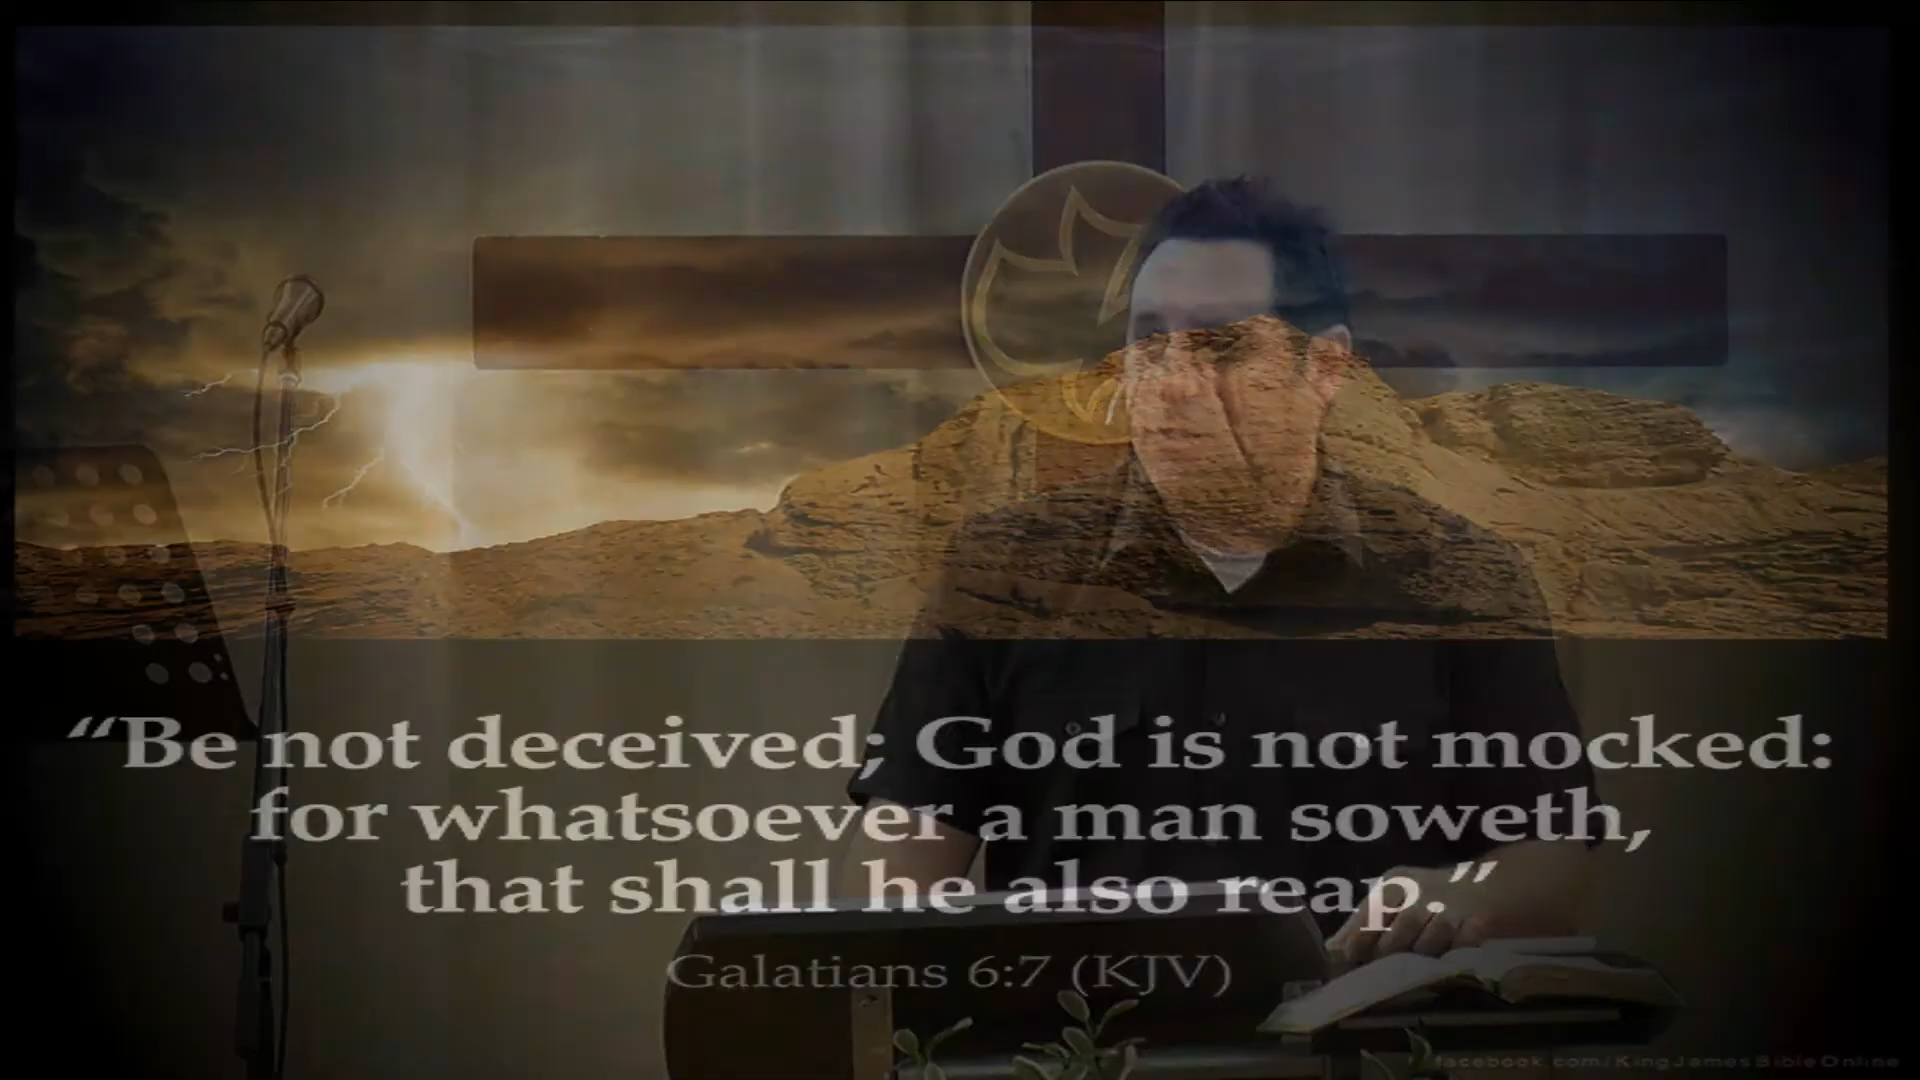 “Be not deceived; God is not mocked:
for whatsoever a man soweth,
that shall he also reap.”
Galatians 6:7 (KJV)
facebook.com/KingJamesBibleOnline